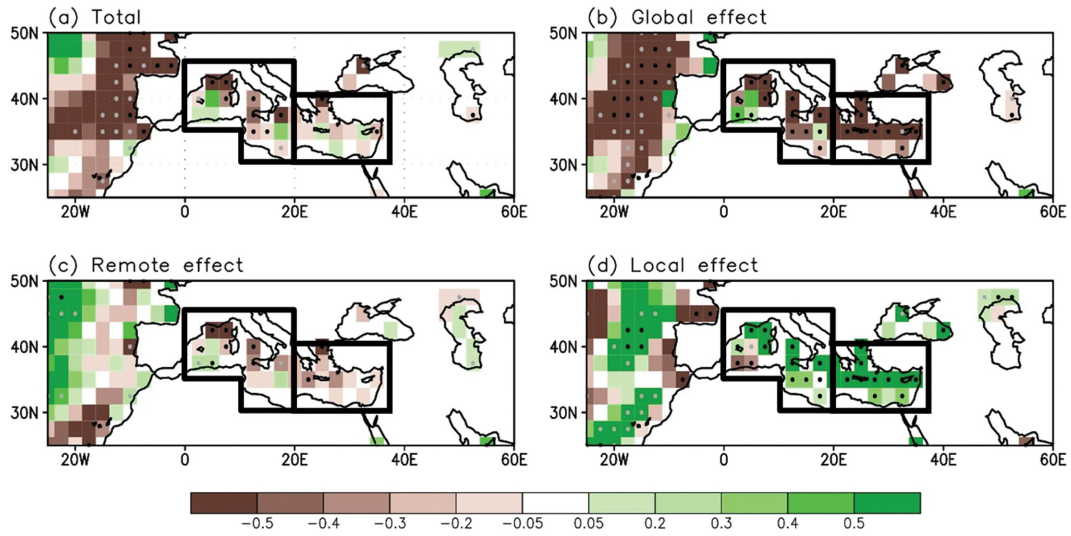 (a) Total
(b) Global effect
50N
40N
30N
20W 0 20E 40E 60E
50N
40N
30N
20W 0 20E 40E 60E
(c) Remote effect
(d) Local effect
50N
40N
30N
20W 0 20E 40E 60E
50N
40N
30N
20W 0 20E 40E 60E
-0.5 -0.4 -0.3 -0.2 -0.05 0.05 0.2 0.3 0.4 0.5